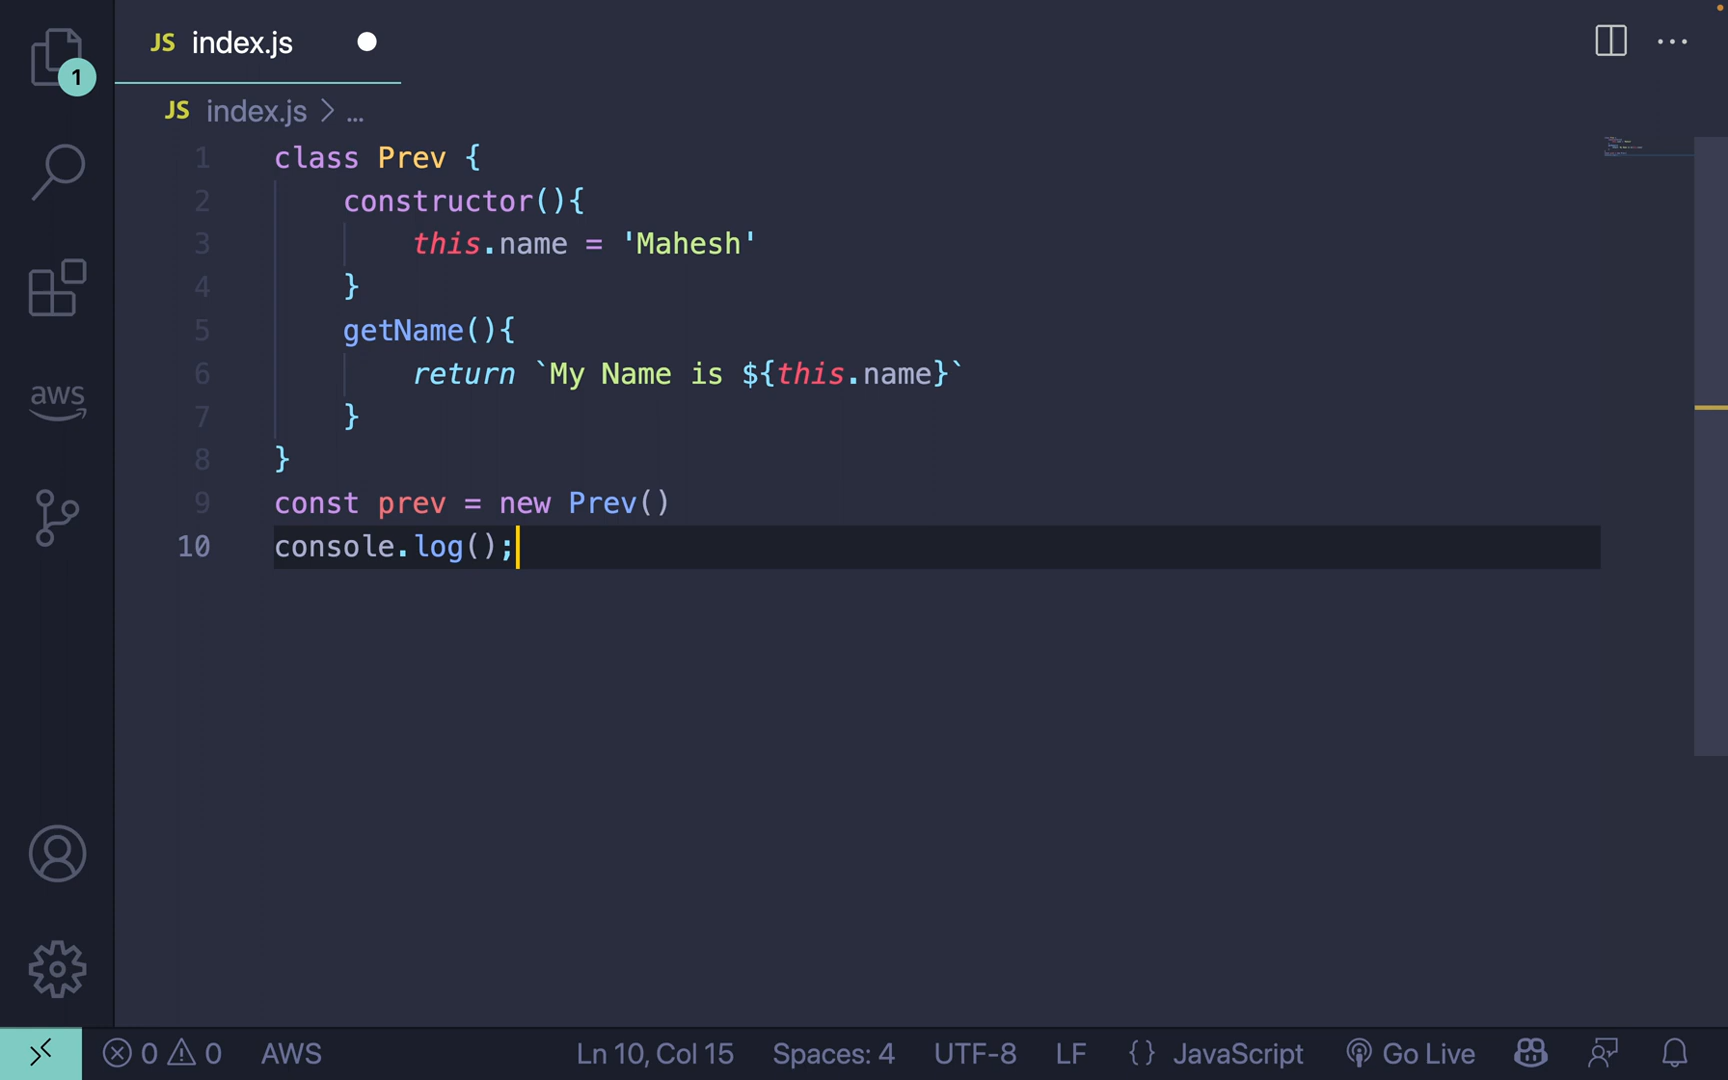 JS index.js
1
JS index.js > ...
1 class Prev {
2 constructor(){
3 this.name = 'Mahesh'
4 }
5 getName(){
6 return `My Name is ${this.name}`
7 }
8 }
9 const prev = new Prev()
10 console.log();
aws
0 0 AWS Ln 10, Col 15 Spaces: 4 UTF-8 LF {} JavaScript Go Live